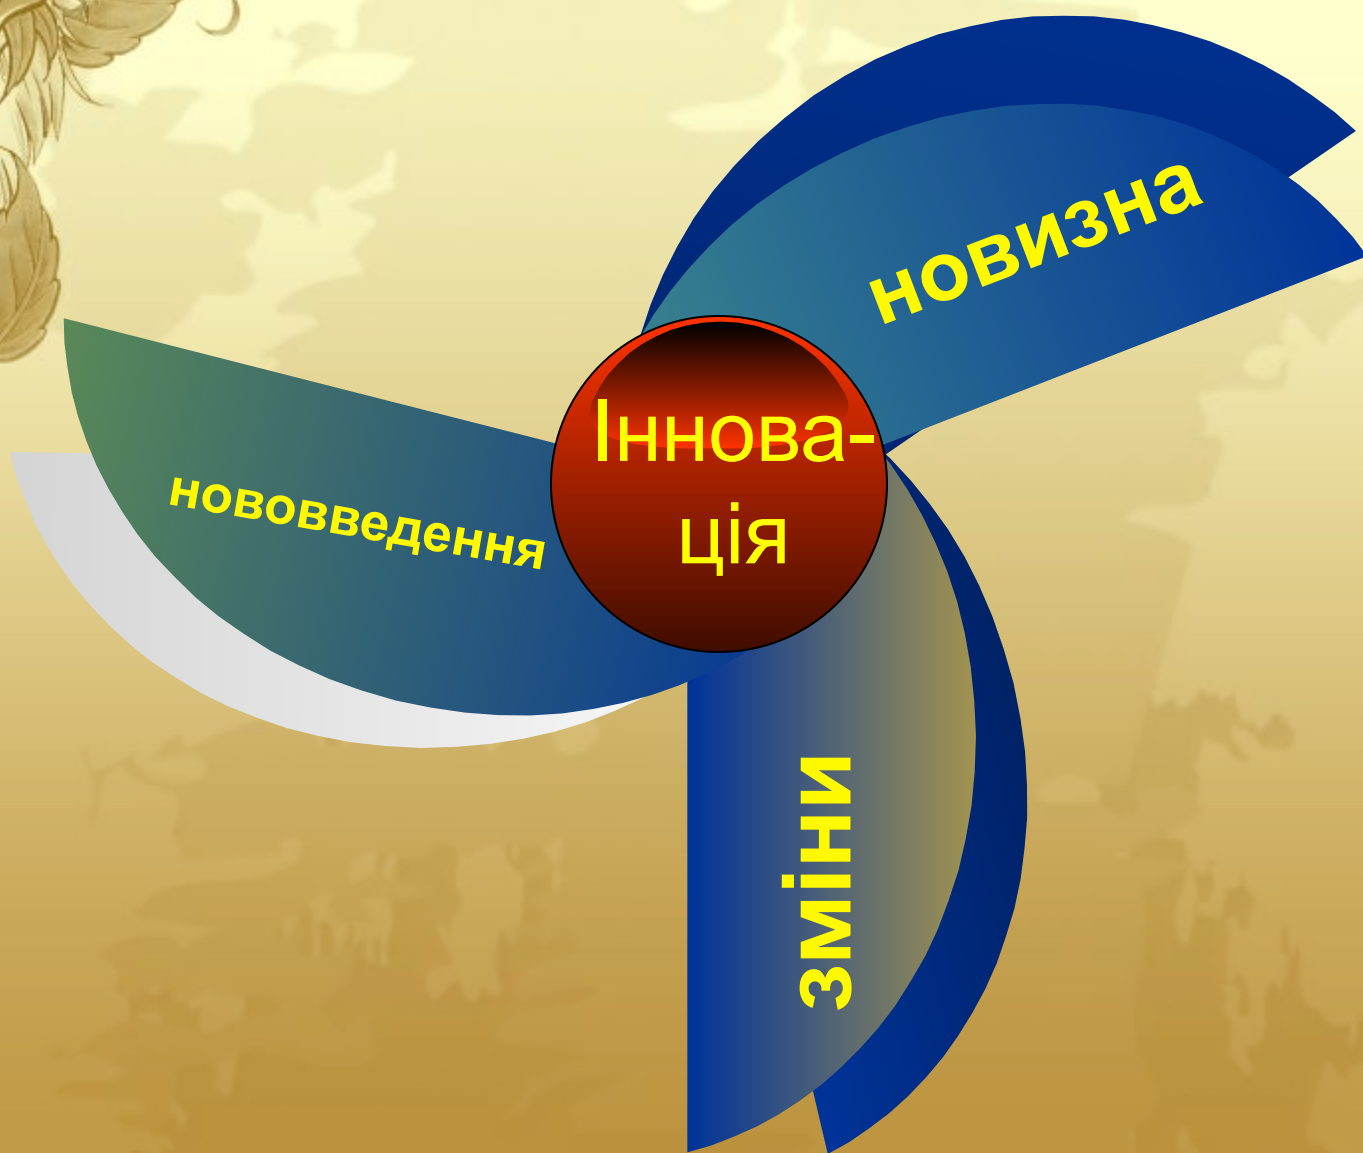 новизна
Іннова-
ція
нововведення
зміни